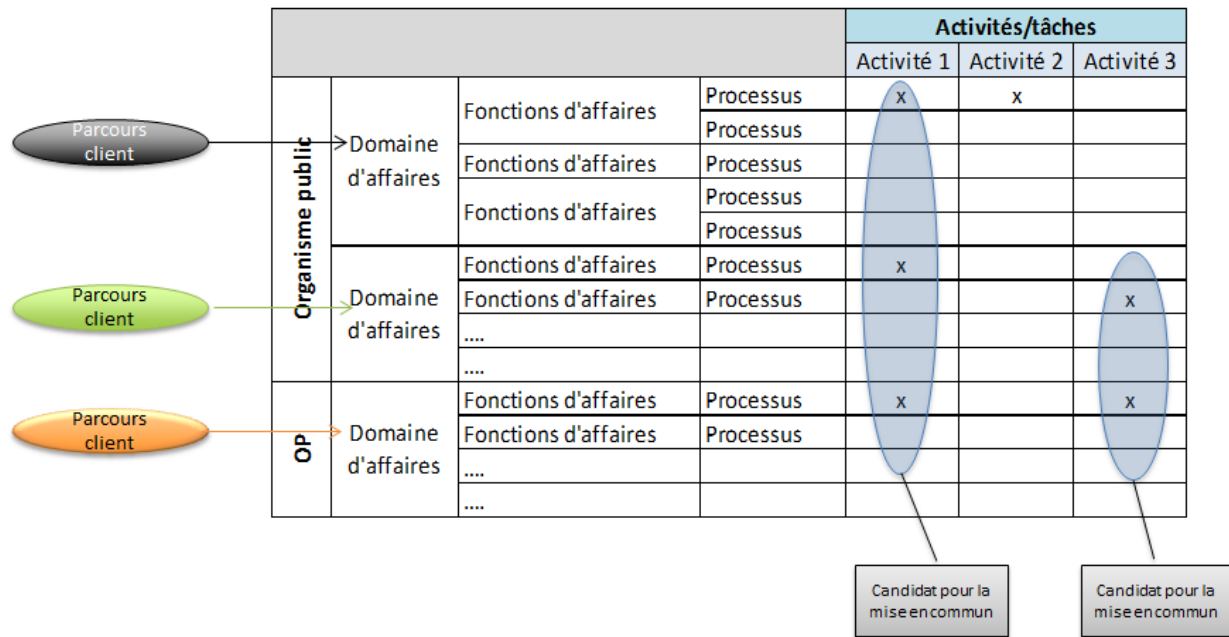 Activités/tâches
Activité 1 Activité 2 Activité 3
Organisme public
Parcours
client
Domaine
d'affaires
Fonctions d'affaires
Processus x x
Processus
Fonctions d'affaires Processus
Fonctions d'affaires
Processus
Processus
Parcours
client
Domaine
d'affaires
Fonctions d'affaires Processus x
Fonctions d'affaires Processus x
....
....
OP
Parcours
client
Domaine
d'affaires
Fonctions d'affaires Processus x x
Fonctions d'affaires Processus
....
....
Candidat pour la
mise en commun
Candidat pour la
mise en commun